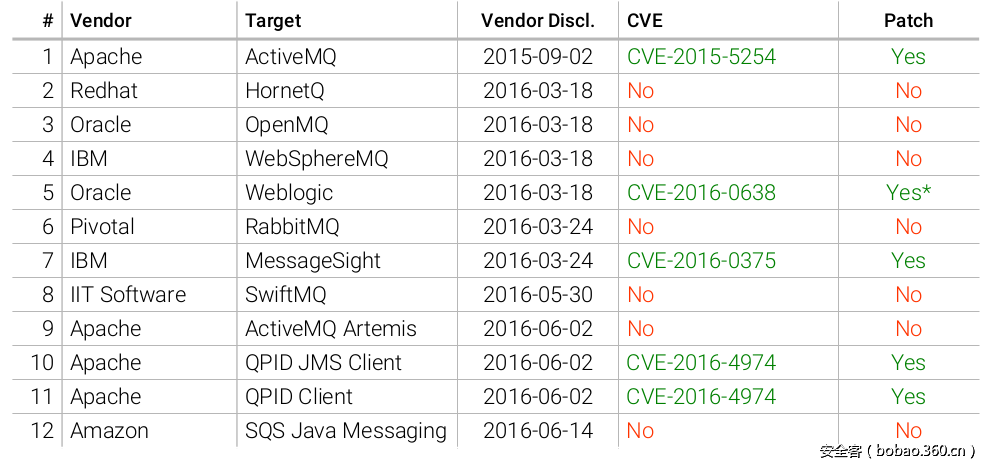 # Vendor Target Vendor Discl. CVE Patch
1 Apache ActiveMQ 2015-09-02 CVE-2015-5254 Yes
2 Redhat HornetQ 2016-03-18 No No
3 Oracle OpenMQ 2016-03-18 No No
4 IBM WebSphereMQ 2016-03-18 No No
5 Oracle Weblogic 2016-03-18 CVE-2016-0638 Yes*
6 Pivotal RabbitMQ 2016-03-24 No No
7 IBM MessageSight 2016-03-24 CVE-2016-0375 Yes
8 IIT Software SwiftMQ 2016-05-30 No No
9 Apache ActiveMQ Artemis 2016-06-02 No No
10 Apache QPID JMS Client 2016-06-02 CVE-2016-4974 Yes
11 Apache QPID Client 2016-06-02 CVE-2016-4974 Yes
12 Amazon SQS Java Messaging 2016-06-14 No No
安全客（bobao.360.cn）